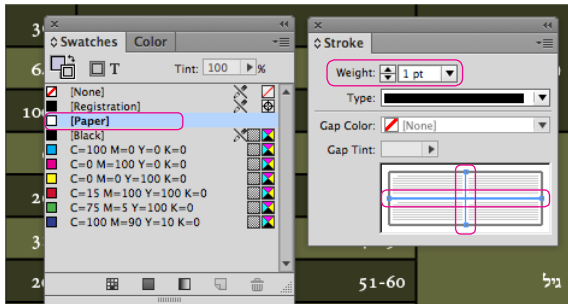 Swatches Color
T Tint: 100 %
[None]
[Registration]
[Paper]
[Black]
C=100 M=0 Y=0 K=0
C=0 M=100 Y=0 K=0
C=0 M=0 Y=100 K=0
C=15 M=100 Y=100 K=0
C=75 M=5 Y=100 K=0
C=100 M=90 Y=10 K=0
Stroke
Weight: 1 pt
Type:
Gap Color: [None]
Gap Tint:
51-60 גיל